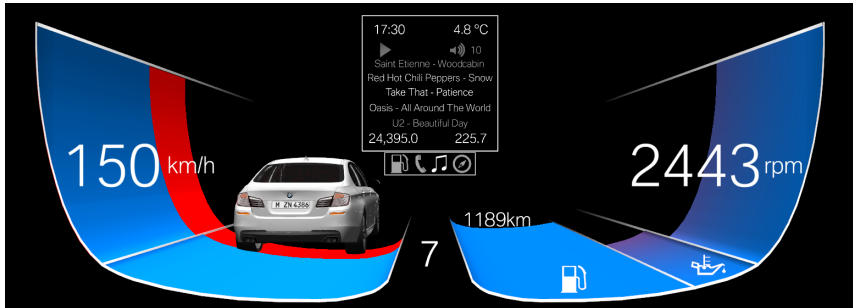 17:30 4.8 °C
10
Saint Etienne - Woodcabin
Red Hot Chili Peppers - Snow
Take That - Patience
Oasis - All Around The World
U2 - Beautiful Day
24,395.0 225.7
150 km/h
2443 rpm
M ZN 4386
1189km
7